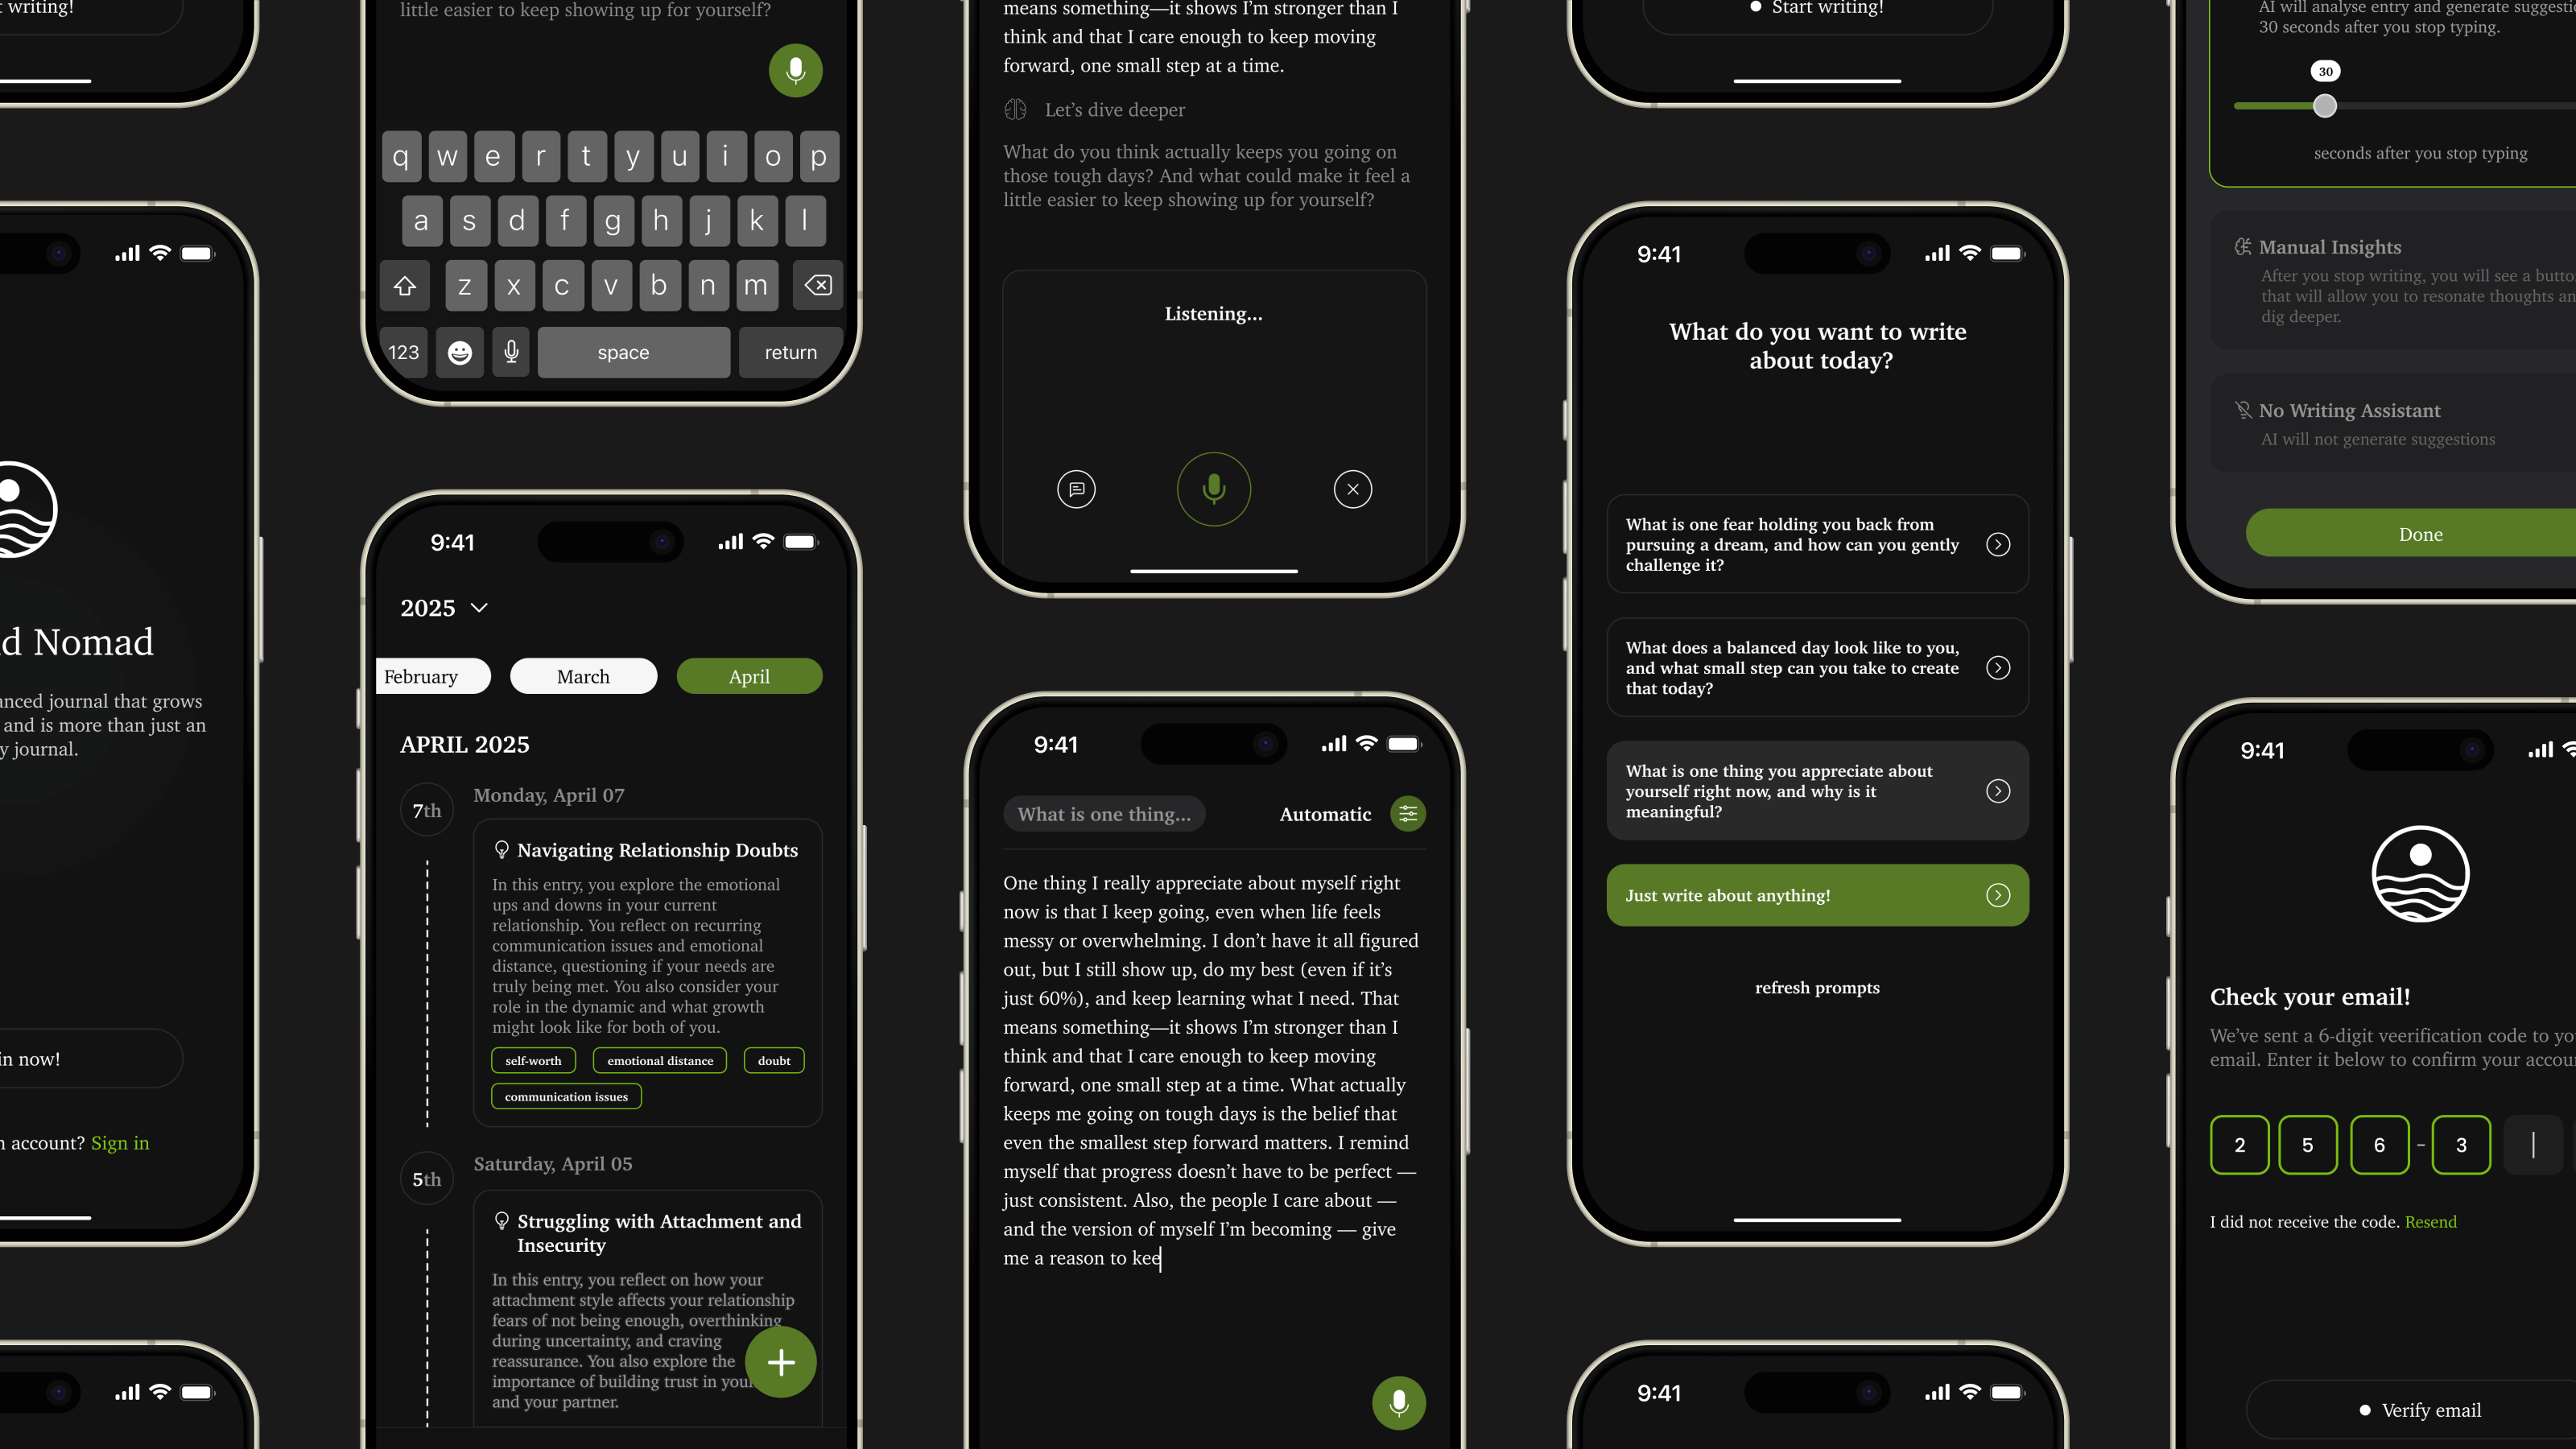 t writing!
d Nomad
anced journal that grows
and is more than just an
y journal.
in now!
n account? Sign in
little easier to keep showing up for yourself?
q w e r t y u i o p
a s d f g h j k l
z x c v b n m
123 space return
9:41
2025
February March April
APRIL 2025
7th
Monday, April 07
Navigating Relationship Doubts
In this entry, you explore the emotional
ups and downs in your current
relationship. You reflect on recurring
communication issues and emotional
distance, questioning if your needs are
truly being met. You also consider your
role in the dynamic and what growth
might look like for both of you.
self-worth emotional distance doubt
communication issues
5th
Saturday, April 05
Struggling with Attachment and
Insecurity
In this entry, you reflect on how your
attachment style affects your relationship
fears of not being enough, overthinking
during uncertainty, and craving
reassurance. You also explore the
importance of building trust in your
and your partner.
means something—it shows I'm stronger than I
think and that I care enough to keep moving
forward, one small step at a time.
Let's dive deeper
What do you think actually keeps you going on
those tough days? And what could make it feel a
little easier to keep showing up for yourself?
Listening...
9:41
What is one thing... Automatic
One thing I really appreciate about myself right
now is that I keep going, even when life feels
messy or overwhelming. I don't have it all figured
out, but I still show up, do my best (even if it's
just 60%), and keep learning what I need. That
means something—it shows I'm stronger than I
think and that I care enough to keep moving
forward, one small step at a time. What actually
keeps me going on tough days is the belief that
even the smallest step forward matters. I remind
myself that progress doesn't have to be perfect —
just consistent. Also, the people I care about —
and the version of myself I'm becoming — give
me a reason to kee
Start writing!
9:41
What do you want to write
about today?
What is one fear holding you back from
pursuing a dream, and how can you gently
challenge it?
What does a balanced day look like to you,
and what small step can you take to create
that today?
What is one thing you appreciate about
yourself right now, and why is it
meaningful?
Just write about anything!
refresh prompts
9:41
AI will analyse entry and generate suggestio
30 seconds after you stop typing.
30
seconds after you stop typing
Manual Insights
After you stop writing, you will see a button
that will allow you to resonate thoughts an
dig deeper.
No Writing Assistant
AI will not generate suggestions
Done
9:41
Check your email!
We've sent a 6-digit veerification code to yo
email. Enter it below to confirm your accoun
2 5 6 - 3
I did not receive the code. Resend
Verify email